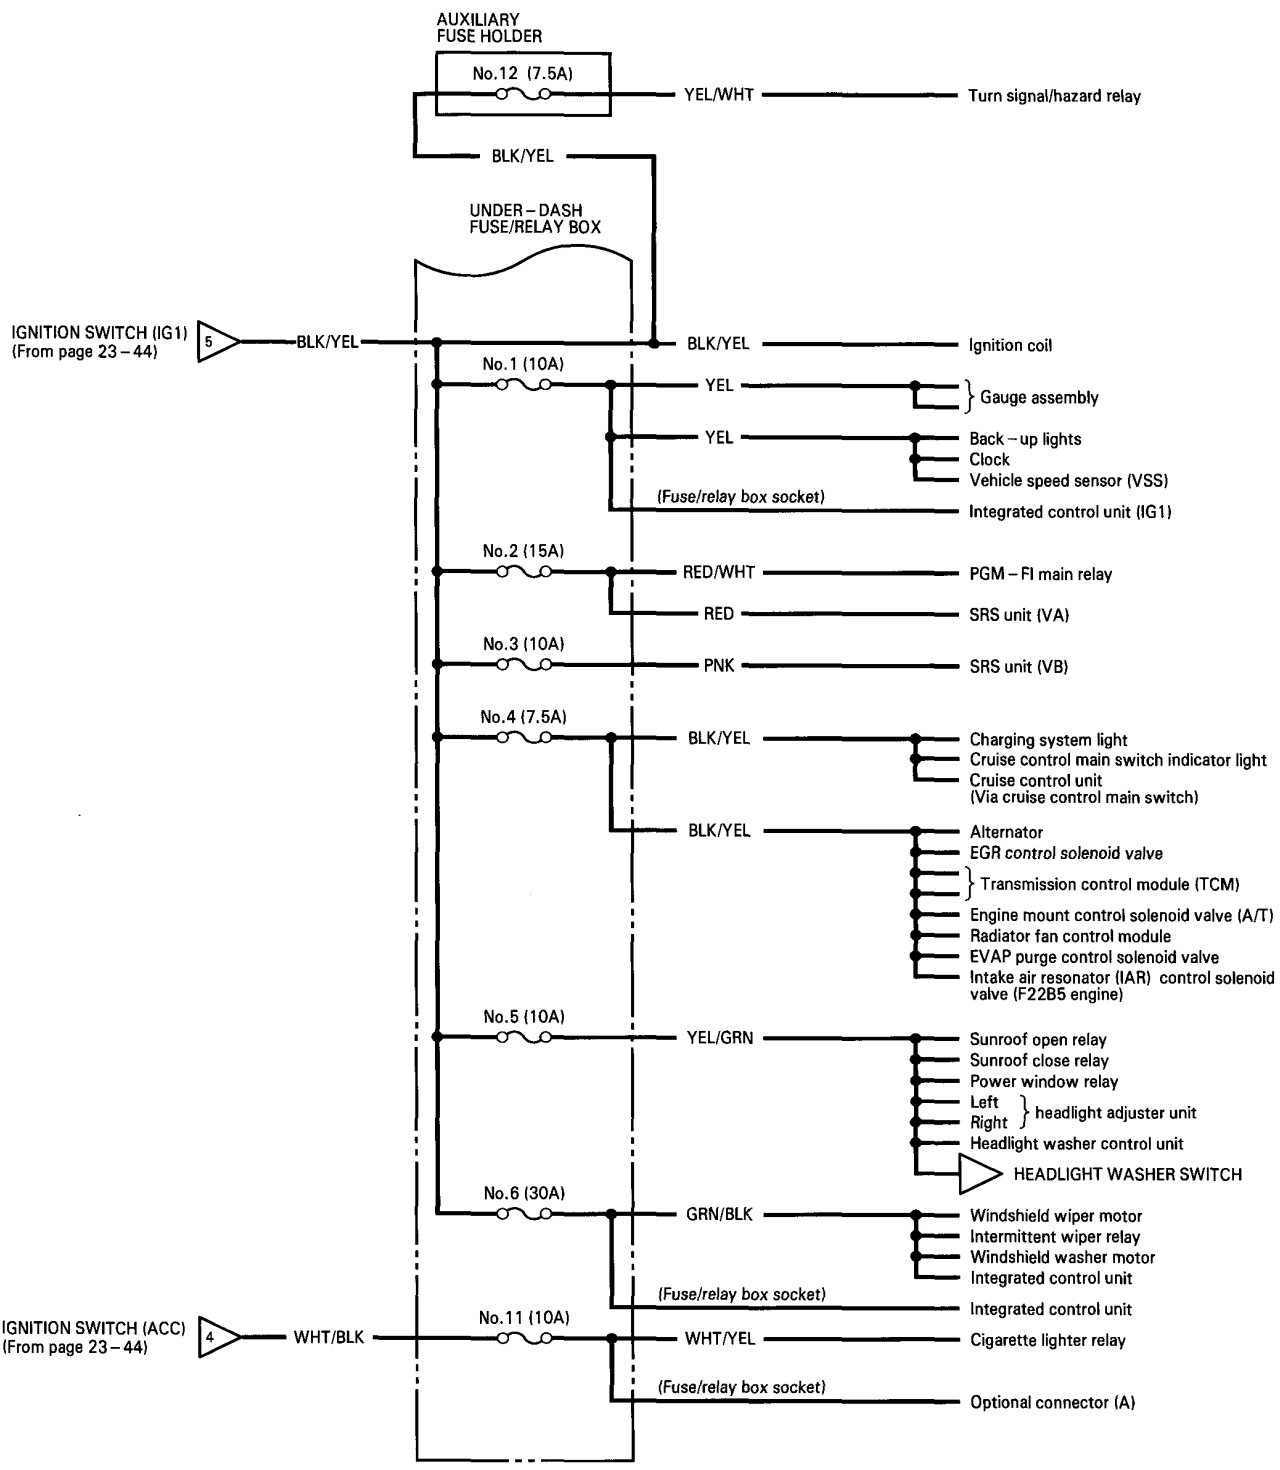 AUXILIARY
FUSE HOLDER
No.12 (7.5A)
YEL/WHT
Turn signal/hazard relay
BLK/YEL
UNDER–DASH
FUSE/RELAY BOX
IGNITION SWITCH (IG1)
(From page 23–44)
5
BLK/YEL
BLK/YEL
Ignition coil
No.1 (10A)
YEL
Gauge assembly
YEL
Back–up lights
Clock
Vehicle speed sensor (VSS)
(Fuse/relay box socket)
Integrated control unit (IG1)
No.2 (15A)
RED/WHT
PGM–FI main relay
RED
SRS unit (VA)
No.3 (10A)
PNK
SRS unit (VB)
No.4 (7.5A)
BLK/YEL
Charging system light
Cruise control main switch indicator light
Cruise control unit
(Via cruise control main switch)
BLK/YEL
Alternator
EGR control solenoid valve
Transmission control module (TCM)
Engine mount control solenoid valve (A/T)
Radiator fan control module
EVAP purge control solenoid valve
Intake air resonator (IAR) control solenoid
valve (F22B5 engine)
No.5 (10A)
YEL/GRN
Sunroof open relay
Sunroof close relay
Power window relay
Left
Right
headlight adjuster unit
Headlight washer control unit
HEADLIGHT WASHER SWITCH
No.6 (30A)
GRN/BLK
Windshield wiper motor
Intermittent wiper relay
Windshield washer motor
Integrated control unit
(Fuse/relay box socket)
Integrated control unit
IGNITION SWITCH (ACC)
(From page 23–44)
4
WHT/BLK
No.11 (10A)
WHT/YEL
Cigarette lighter relay
(Fuse/relay box socket)
Optional connector (A)